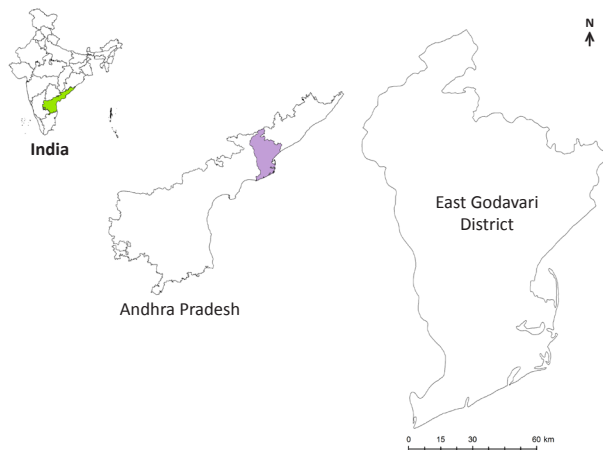 N
India
East Godavari
District
Andhra Pradesh
0 15 30 60 km